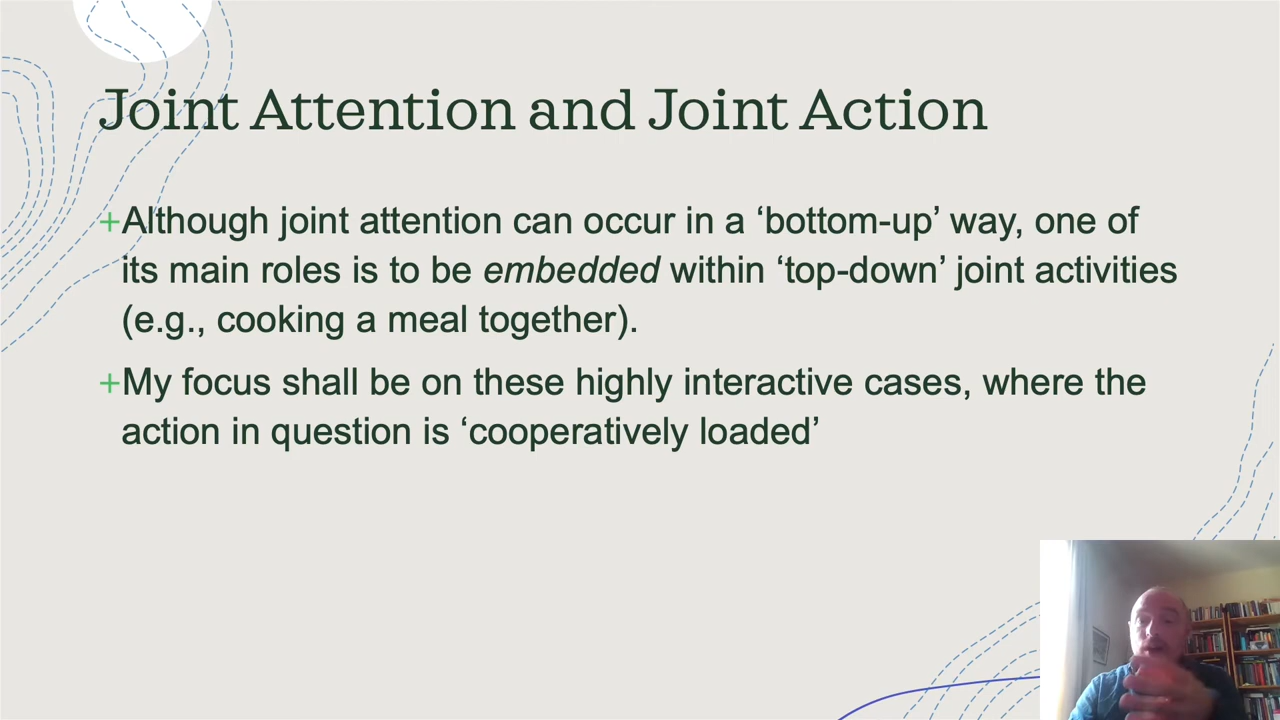 Joint Attention and Joint Action
+Although joint attention can occur in a ‘bottom-up’ way, one of
its main roles is to be embedded within ‘top-down’ joint activities
(e.g., cooking a meal together).
+My focus shall be on these highly interactive cases, where the
action in question is ‘cooperatively loaded’